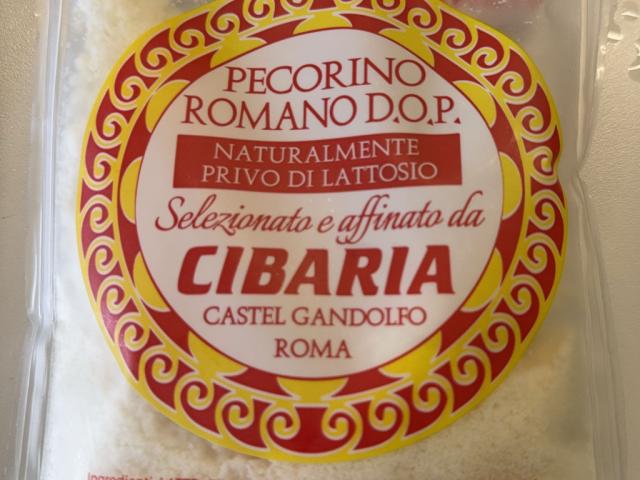 PECORINO
ROMANO D.O.P.
NATURALMENTE
PRIVO DI LATTOSIO
Selezionato e affinato da
CIBARIA
CASTEL GANDOLFO
ROMA